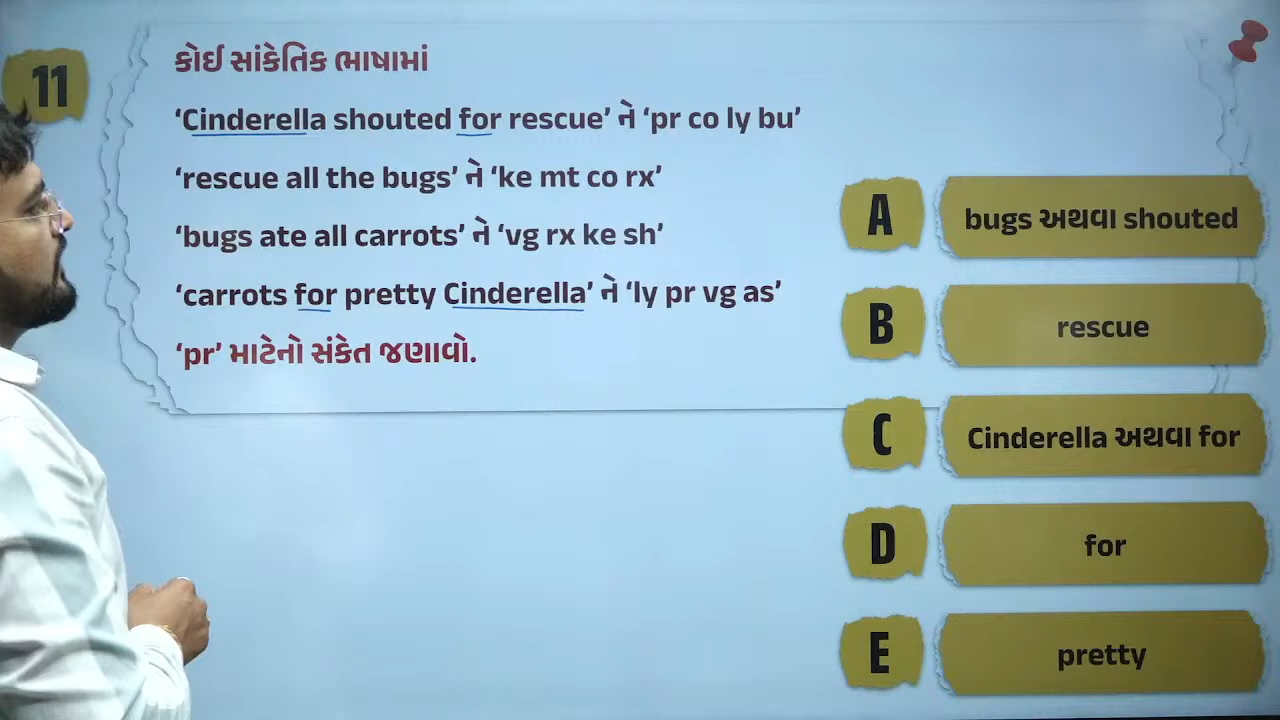 11
કોઈ સાંકેતિક ભાષામાં
‘Cinderella shouted for rescue’ ને ‘pr co ly bu’
‘rescue all the bugs’ ને ‘ke mt co rx’
‘bugs ate all carrots’ ને ‘vg rx ke sh’
‘carrots for pretty Cinderella’ ને ‘ly pr vg as’
‘pr’ માટેનો સંકેત જણાવો.
A bugs અથવા shouted
B rescue
C Cinderella અથવા for
D for
E pretty